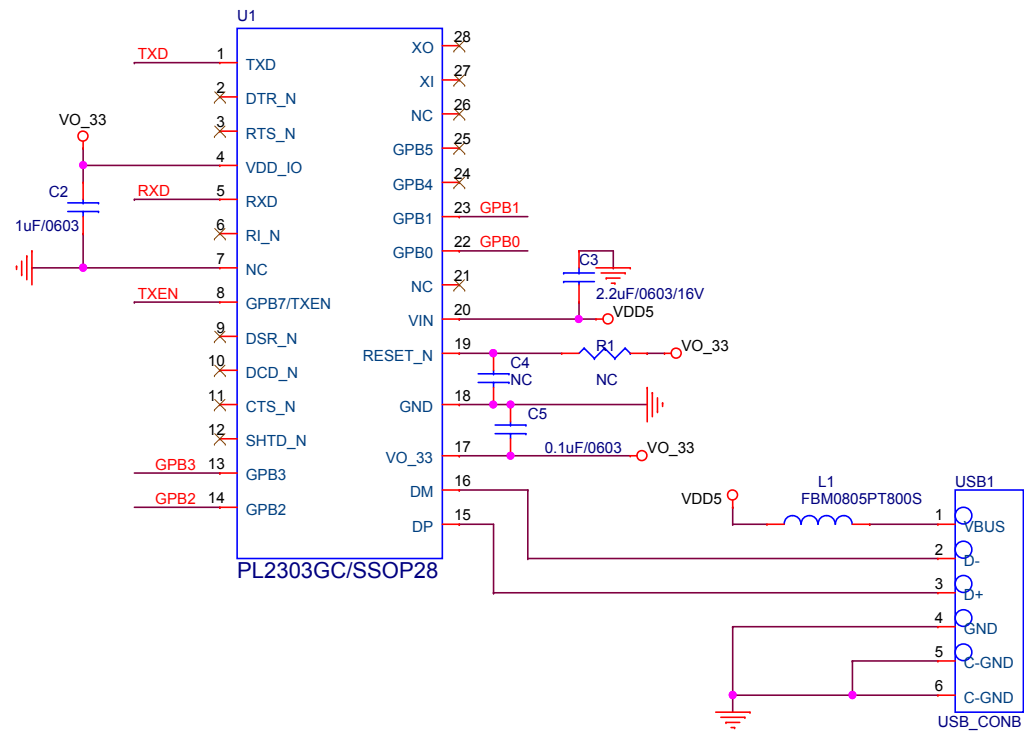 U1
TXD 1 TXD
2 DTR_N
3 RTS_N
VO_33
4 VDD_IO
C2
1uF/0603
RXD 5 RXD
6 RI_N
7 NC
TXEN 8 GPB7/TXEN
9 DSR_N
10 DCD_N
11 CTS_N
12 SHTD_N
GPB3 13 GPB3
GPB2 14 GPB2
XO 28
XI 27
NC 26
GPB5 25
GPB4 24
GPB1 23 GPB1
GPB0 22 GPB0
NC 21
C3
2.2uF/0603/16V
VIN 20 VDD5
RESET_N 19 R1 VO_33
C4
NC NC
GND 18
C5
0.1uF/0603
VO_33 17 VO_33
DM 16
DP 15
PL2303GC/SSOP28
VDD5
L1
FBM0805PT800S
USB1
1 VBUS
2 D-
3 D+
4 GND
5 C-GND
6 C-GND
USB_CONB